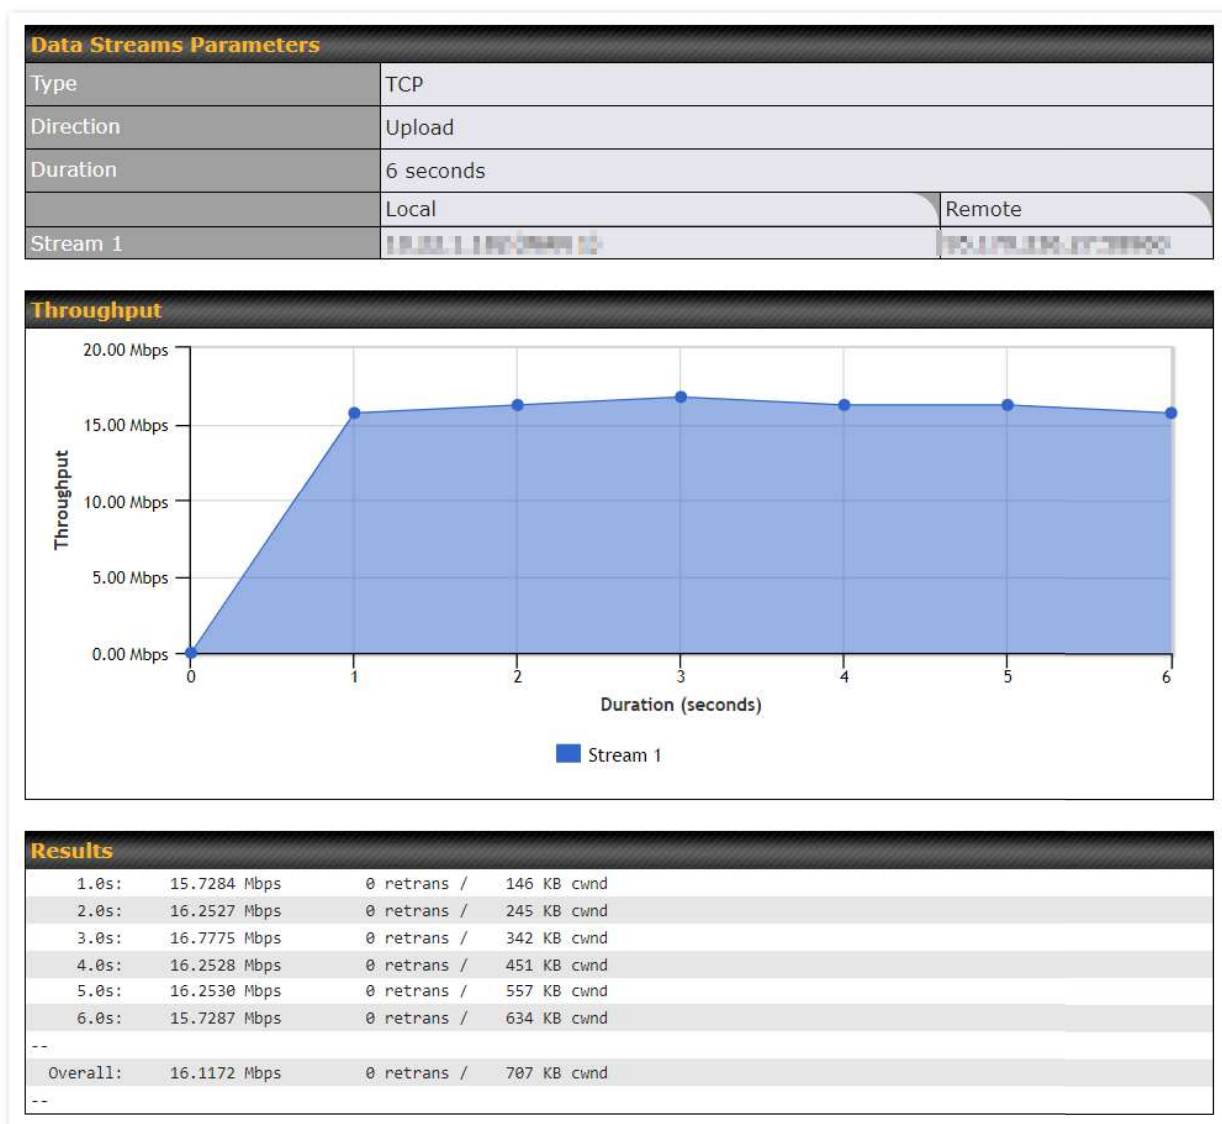 Data Streams Parameters
Type TCP
Direction Upload
Duration 6 seconds
Local Remote
Stream 1
Throughput
20.00 Mbps
15.00 Mbps
10.00 Mbps
5.00 Mbps
0.00 Mbps
Throughput
0 1 2 3 4 5 6
Duration (seconds)
Stream 1
Results
1.0s: 15.7284 Mbps 0 retrans / 146 KB cwnd
2.0s: 16.2527 Mbps 0 retrans / 245 KB cwnd
3.0s: 16.7775 Mbps 0 retrans / 342 KB cwnd
4.0s: 16.2528 Mbps 0 retrans / 451 KB cwnd
5.0s: 16.2530 Mbps 0 retrans / 557 KB cwnd
6.0s: 15.7287 Mbps 0 retrans / 634 KB cwnd
--
Overall: 16.1172 Mbps 0 retrans / 707 KB cwnd
--